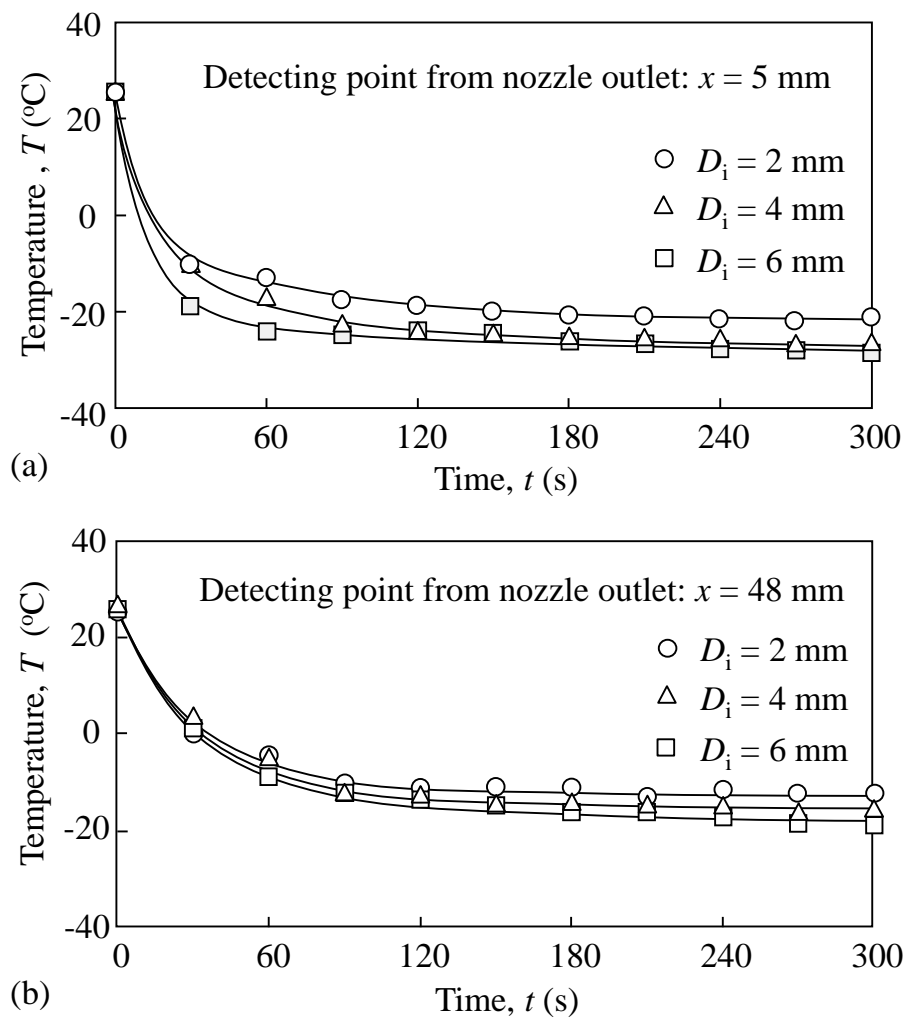 40
Detecting point from nozzle outlet: x = 5 mm
20
Dᵢ = 2 mm
0
Dᵢ = 4 mm
Dᵢ = 6 mm
-20
-40
Temperature , T (°C)
0 60 120 180 240 300
(a)
Time, t (s)
40
Detecting point from nozzle outlet: x = 48 mm
20
Dᵢ = 2 mm
Dᵢ = 4 mm
0
Dᵢ = 6 mm
-20
-40
Temperature, T (°C)
0 60 120 180 240 300
(b)
Time, t (s)